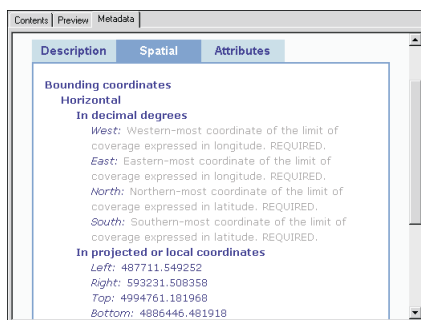 Contents Preview Metadata
Description Spatial Attributes
Bounding coordinates
Horizontal
In decimal degrees
West: Western-most coordinate of the limit of
coverage expressed in longitude. REQUIRED.
East: Eastern-most coordinate of the limit of
coverage expressed in longitude. REQUIRED.
North: Northern-most coordinate of the limit of
coverage expressed in latitude. REQUIRED.
South: Southern-most coordinate of the limit of
coverage expressed in latitude. REQUIRED.
In projected or local coordinates
Left: 487711.549252
Right: 593231.508358
Top: 4994761.181968
Bottom: 4886446.481918